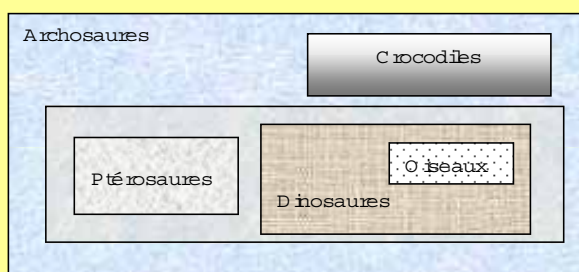 Archosaures
Crocodiles
Oiseaux
Ptérosaures
Dinosaures